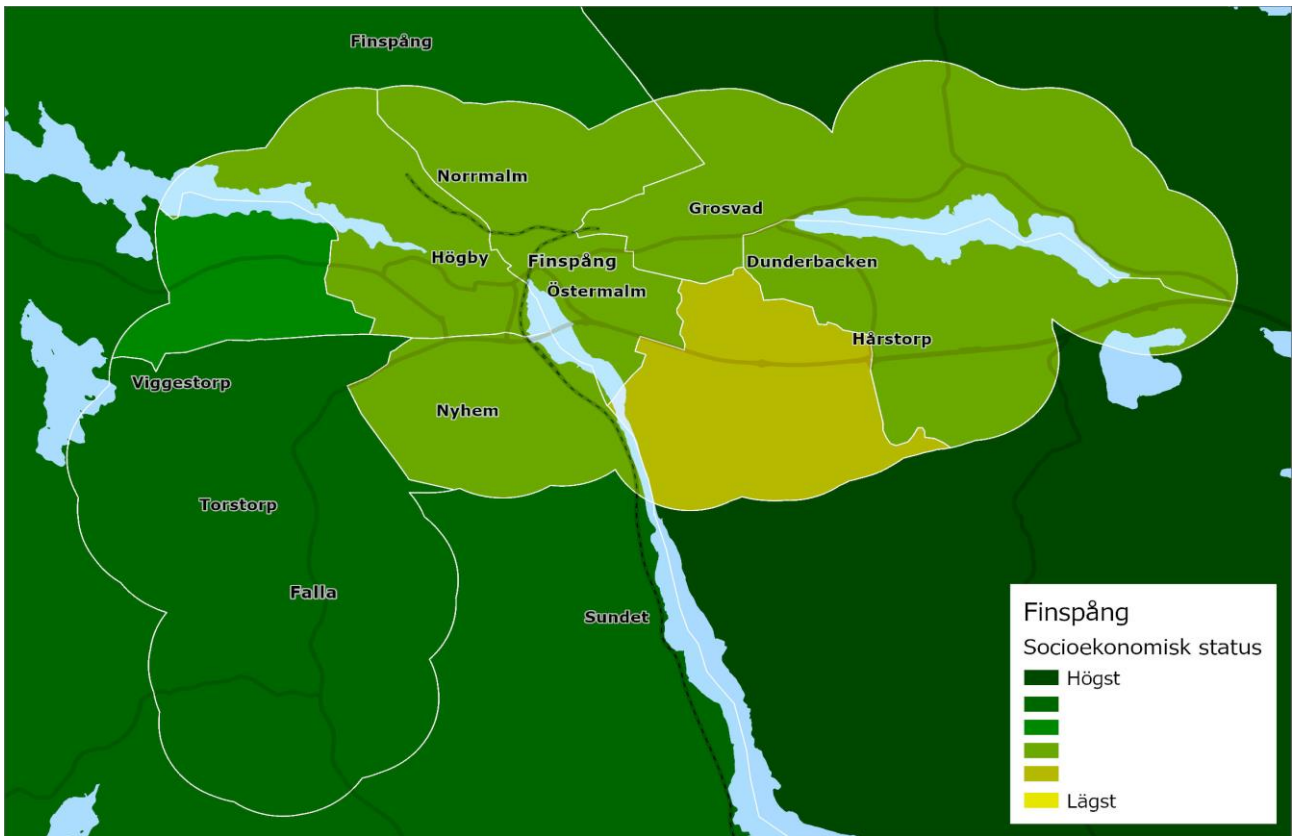 Finspång
Norrmalm
Grosvad
Högby
Finspång
Dunderbacken
Östermalm
Hårstorp
Viggestorp
Nyhem
Torstorp
Falla
Sundet
Finspång
Socioekonomisk status
Högst
Lägst